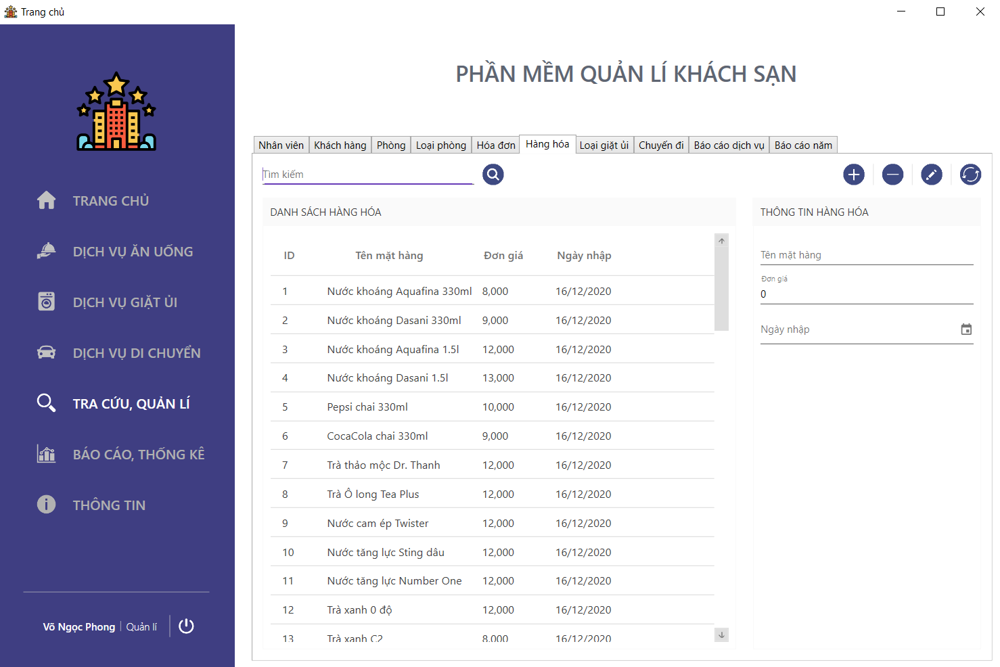 Trang chủ
PHẦN MỀM QUẢN LÍ KHÁCH SẠN
TRANG CHỦ
DỊCH VỤ ĂN UỐNG
DỊCH VỤ GIẶT ỦI
DỊCH VỤ DI CHUYỂN
TRA CỨU, QUẢN LÍ
BÁO CÁO, THỐNG KÊ
THÔNG TIN
Võ Ngọc Phong | Quản lí
Nhân viên Khách hàng Phòng Loại phòng Hóa đơn Hàng hóa Loại giặt ủi Chuyến đi Báo cáo dịch vụ Báo cáo năm
Tìm kiếm
DANH SÁCH HÀNG HÓA
ID Tên mặt hàng Đơn giá Ngày nhập
1 Nước khoáng Aquafina 330ml 8,000 16/12/2020
2 Nước khoáng Dasani 330ml 9,000 16/12/2020
3 Nước khoáng Aquafina 1.5l 12,000 16/12/2020
4 Nước khoáng Dasani 1.5l 13,000 16/12/2020
5 Pepsi chai 330ml 10,000 16/12/2020
6 CocaCola chai 330ml 9,000 16/12/2020
7 Trà thảo mộc Dr. Thanh 12,000 16/12/2020
8 Trà Ô long Tea Plus 12,000 16/12/2020
9 Nước cam ép Twister 12,000 16/12/2020
10 Nước tăng lực Sting dâu 12,000 16/12/2020
11 Nước tăng lực Number One 12,000 16/12/2020
12 Trà xanh 0 độ 12,000 16/12/2020
13 Trà xanh C2 8,000 16/12/2020
THÔNG TIN HÀNG HÓA
Tên mặt hàng
Đơn giá
0
Ngày nhập